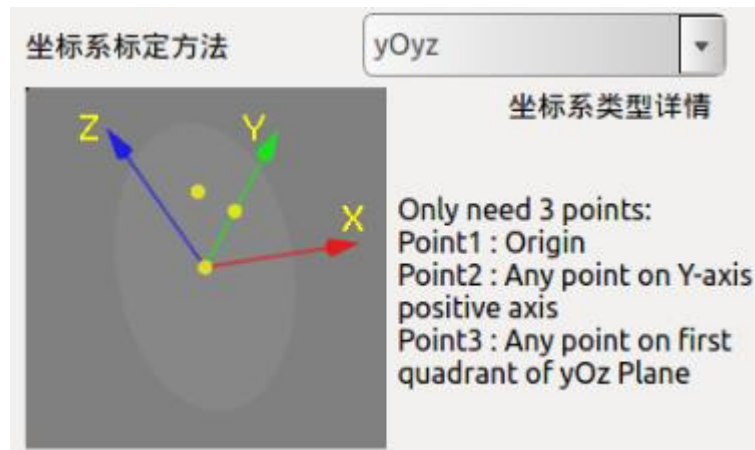 坐标系标定方法
yOyz
坐标系类型详情
Z
Y
X
Only need 3 points:
Point1 : Origin
Point2 : Any point on Y-axis
positive axis
Point3 : Any point on first
quadrant of yOz Plane